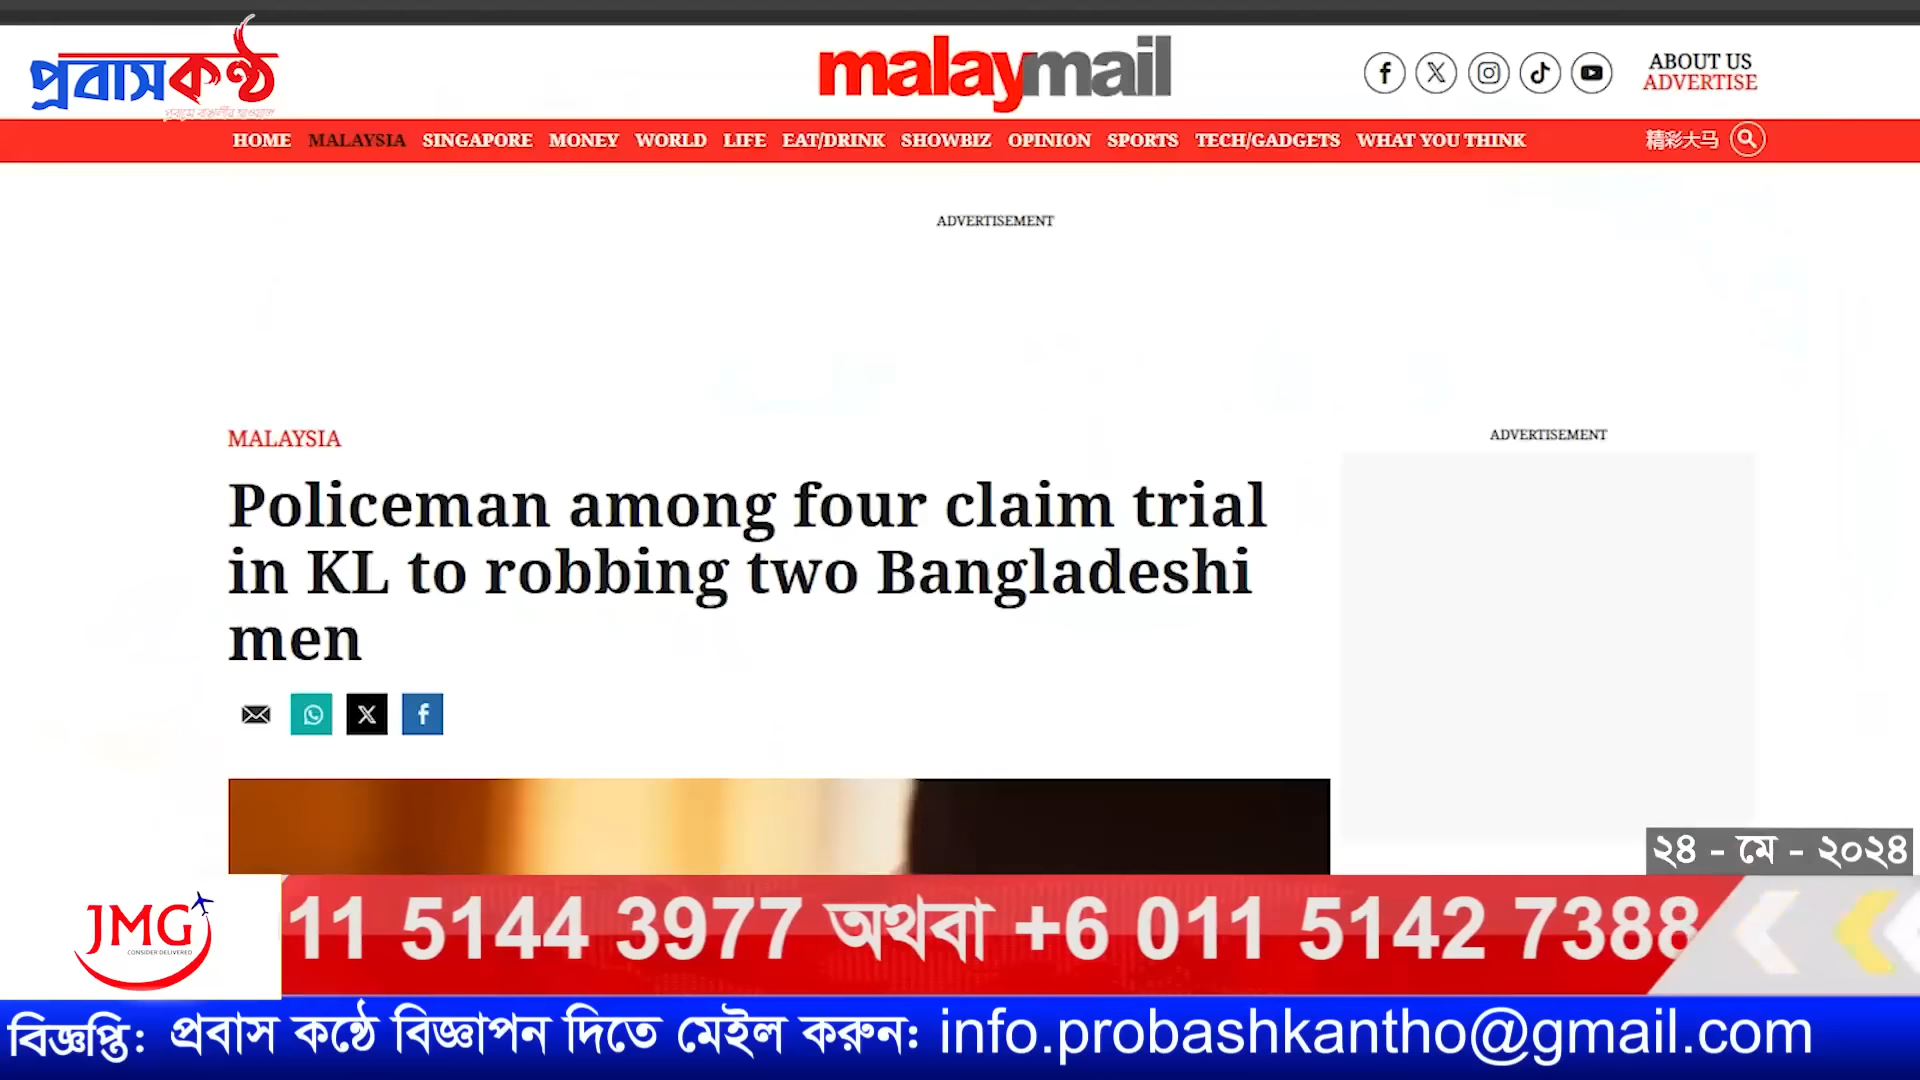 প্রবাসকণ্ঠ
malaymail
ABOUT US
ADVERTISE
HOME MALAYSIA SINGAPORE MONEY WORLD LIFE EAT/DRINK SHOWBIZ OPINION SPORTS TECH/GADGETS WHAT YOU THINK 精彩大马
ADVERTISEMENT
MALAYSIA
ADVERTISEMENT
Policeman among four claim trial
in KL to robbing two Bangladeshi
men
২৪ - মে - ২০২৪
JMG
CONSIDER DELIVERED
11 5144 3977 অথবা +6 011 5142 7388
বিজ্ঞপ্তি: প্রবাস কন্ঠে বিজ্ঞাপন দিতে মেইল করুন: info.probashkantho@gmail.com